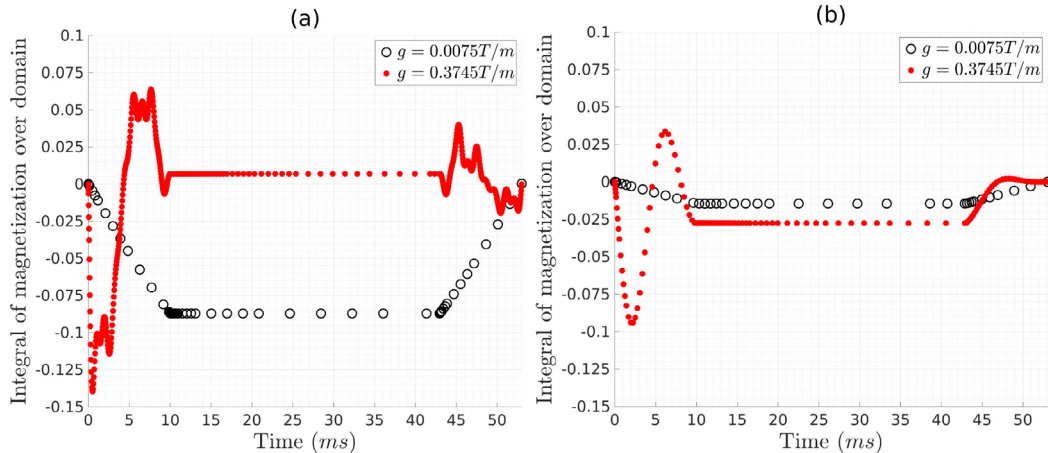 (a)
Integral of magnetization over domain
0.1
0.075
0.05
0.025
0
-0.025
-0.05
-0.075
-0.1
-0.125
-0.15
g = 0.0075T/m
g = 0.3745T/m
0 5 10 15 20 25 30 35 40 45 50
Time (ms)
(b)
Integral of magnetization over domain
0.1
0.075
0.05
0.025
0
-0.025
-0.05
-0.075
-0.1
-0.125
-0.15
g = 0.0075T/m
g = 0.3745T/m
0 5 10 15 20 25 30 35 40 45 50
Time (ms)